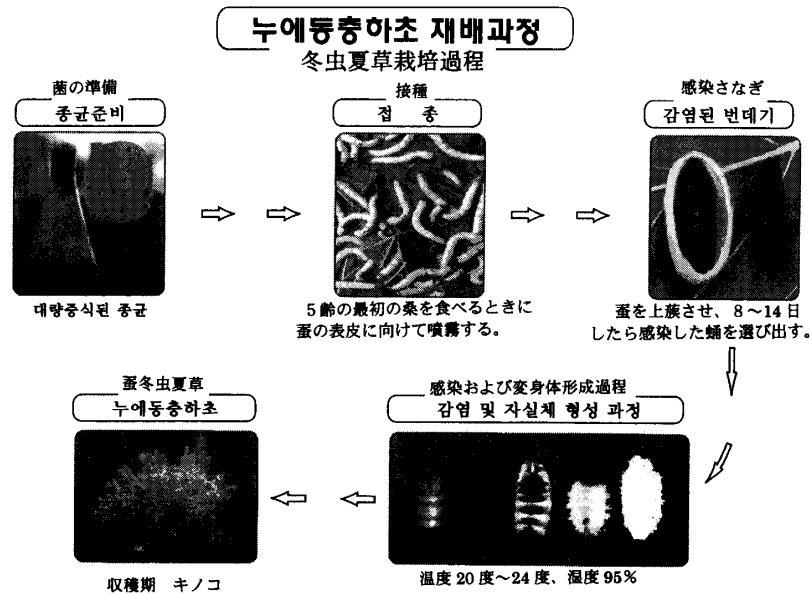 누에동충하초 재배과정
冬虫夏草栽培過程
菌の準備
종균준비
대량증식된 종균
接種
접 종
5齢の最初の桑を食べるときに
蚕の表皮に向けて噴霧する。
感染さなぎ
감염된 번데기
蚕を上蔟させ、8～14日
したら感染した蛹を選び出す。
感染および変身体形成過程
감염 및 자실체 형성 과정
温度20度～24度、湿度95%
蚕冬虫夏草
누에동충하초
収穫期 キノコ